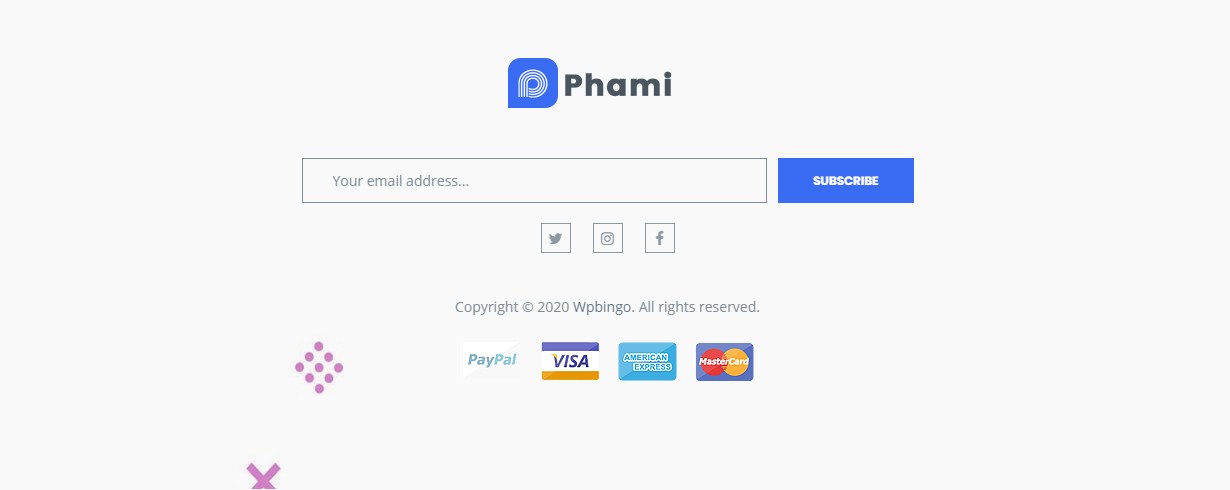 Phami
Your email address...
SUBSCRIBE
Copyright © 2020 Wpbingo. All rights reserved.
PayPal
VISA
AMERICAN
EXPRESS
MasterCard